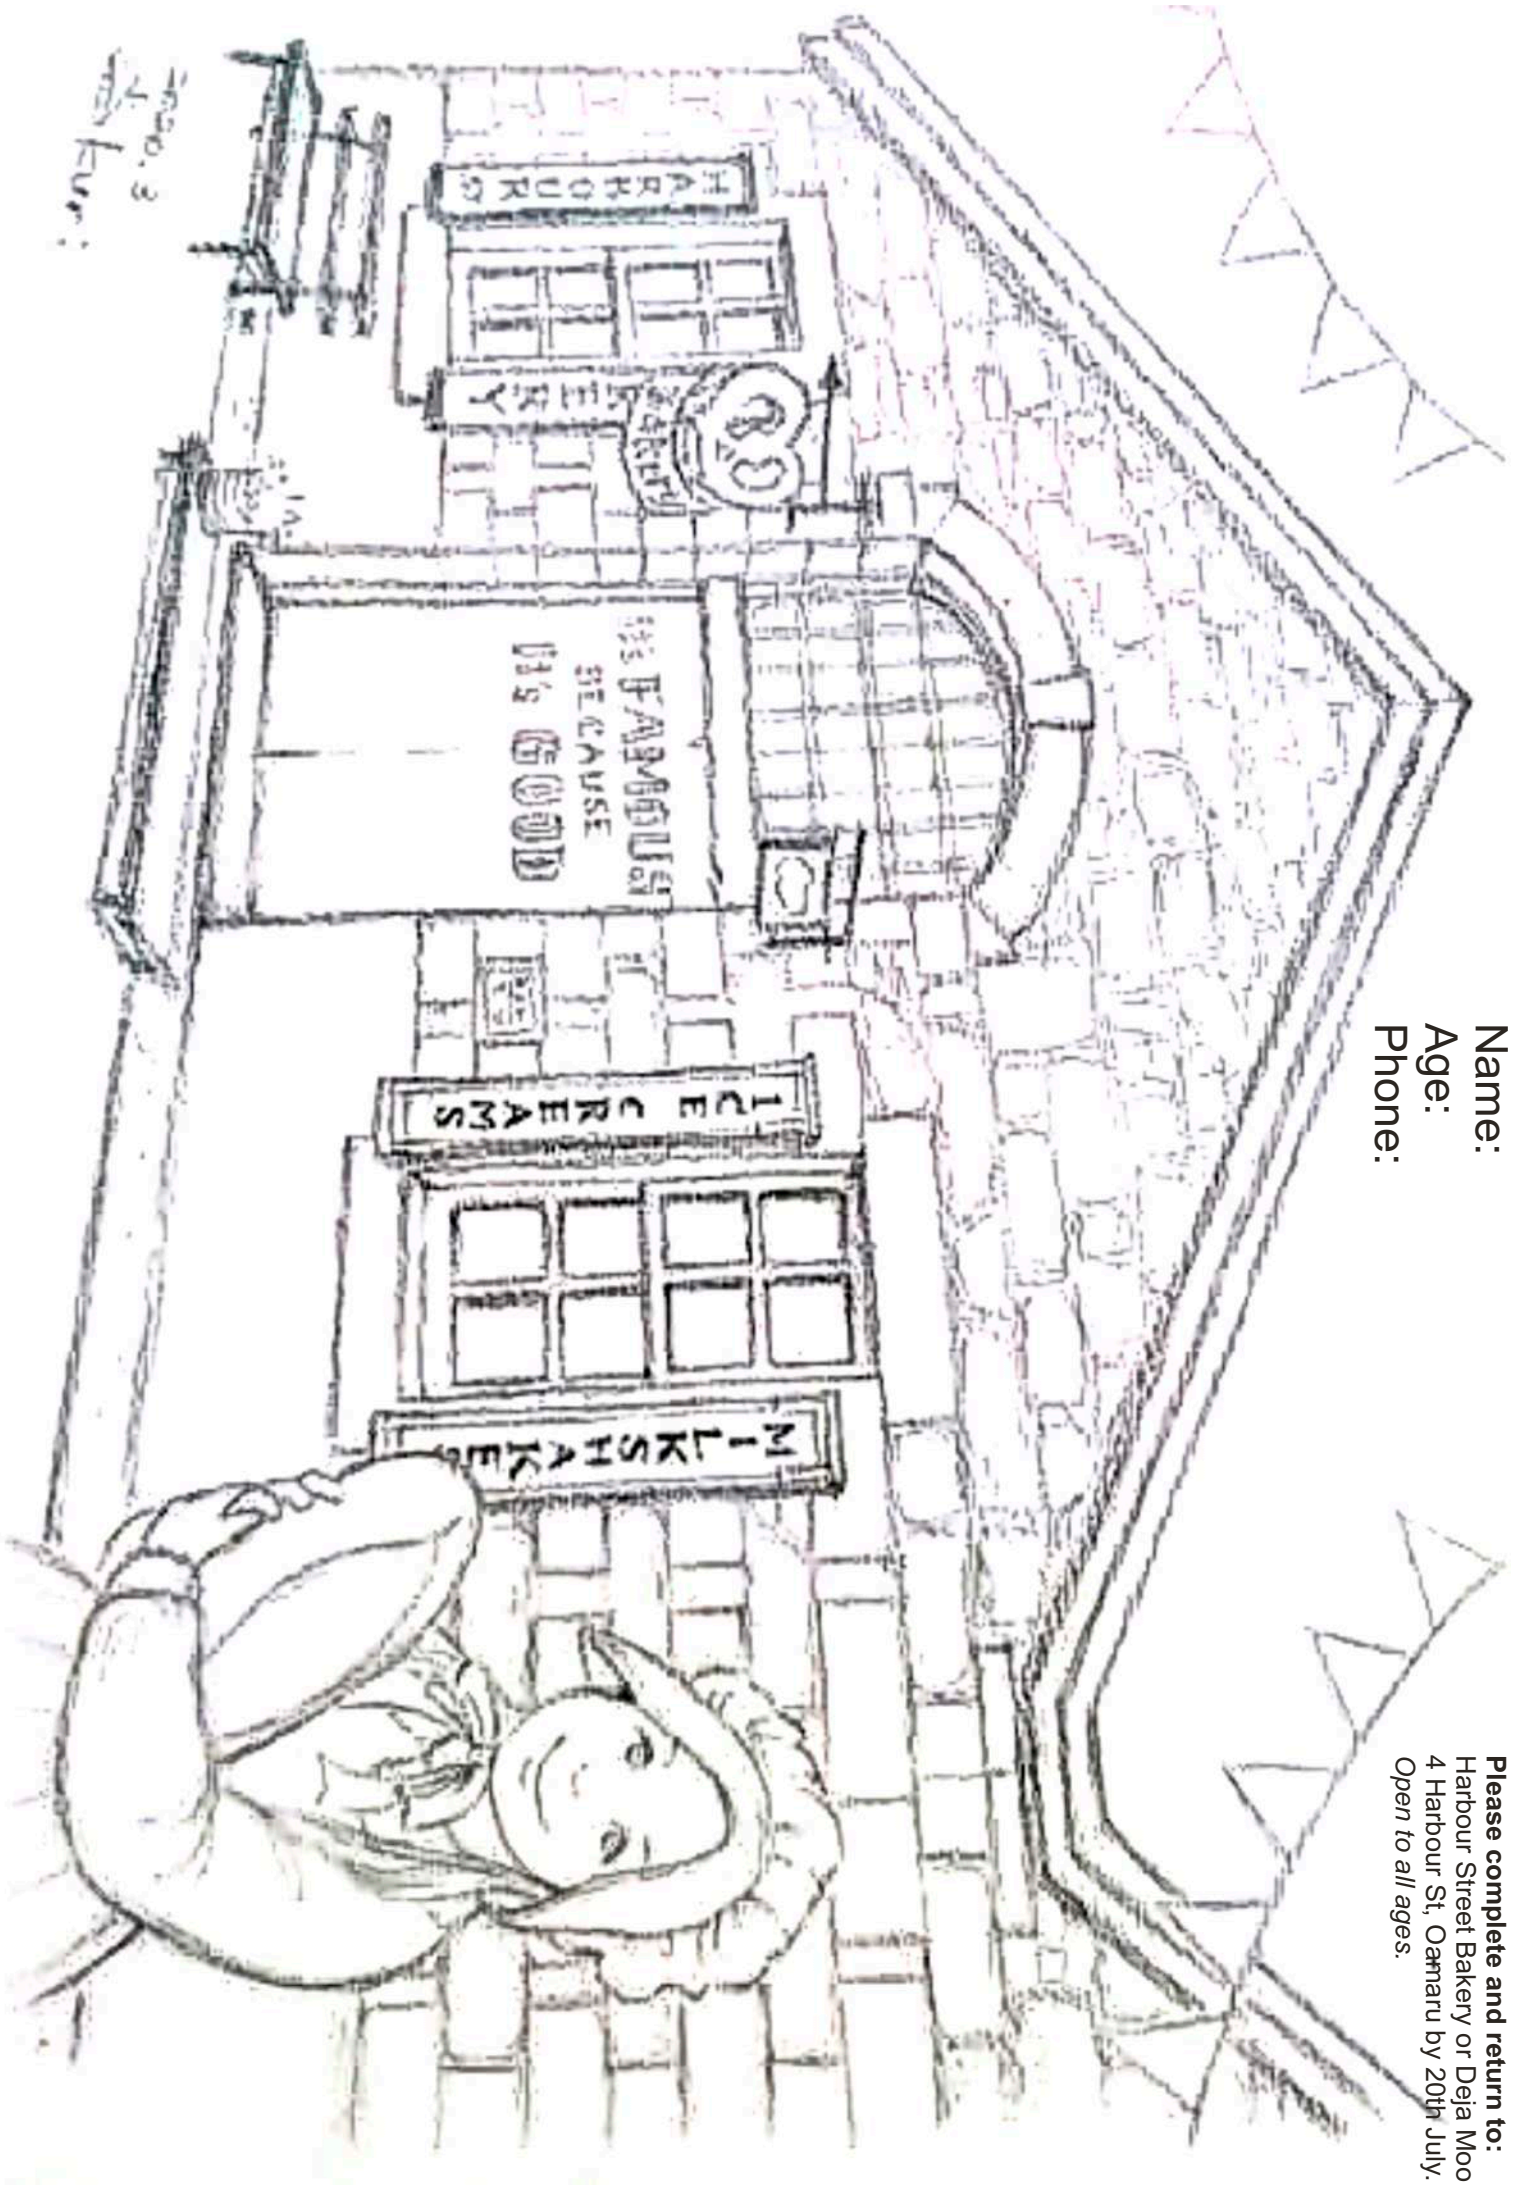 Name:
Age:
Phone:
Please complete and return to:
Harbour Street Bakery or Deja Moo
4 Harbour St, Oamaru by 20th July.
Open to all ages.
HARBOUR
BAKERY
It's FAMOUS
BECAUSE
It's GOOD
ICE CREAMS
MILKSHAKE